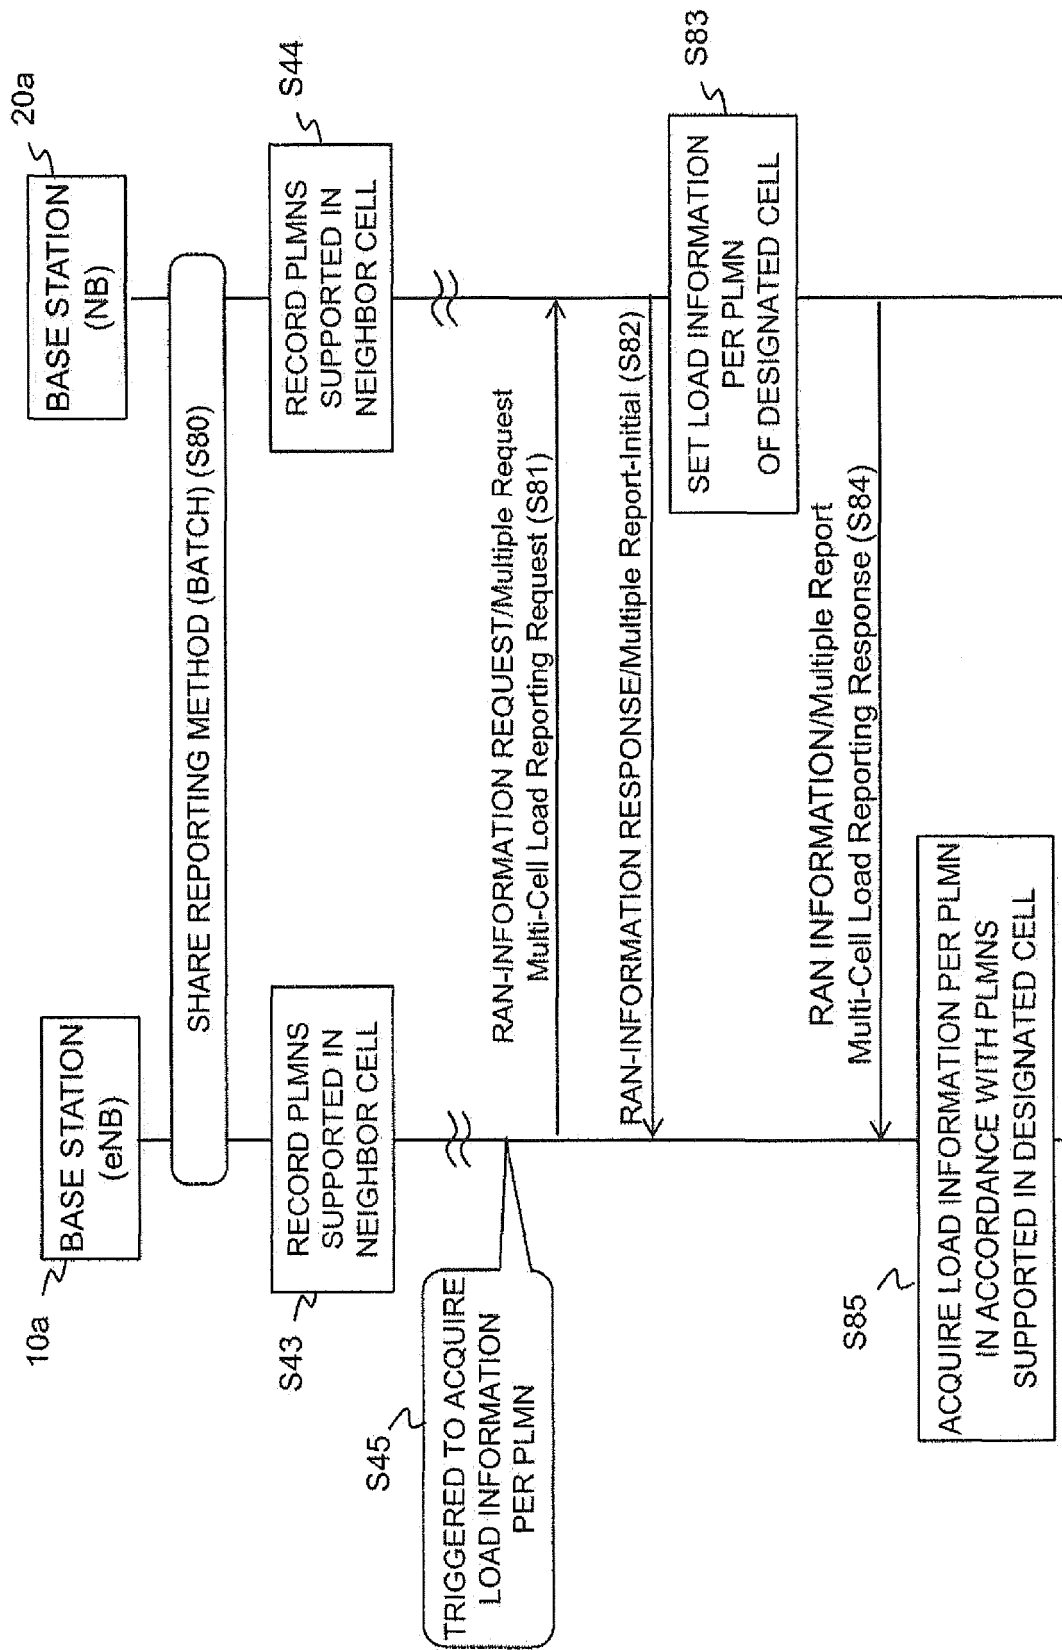 10a
BASE STATION
(eNB)
20a
BASE STATION
(NB)
SHARE REPORTING METHOD (BATCH) (S80)
S43
RECORD PLMNS
SUPPORTED IN
NEIGHBOR CELL
S44
RECORD PLMNS
SUPPORTED IN
NEIGHBOR CELL
S45
TRIGGERED TO ACQUIRE
LOAD INFORMATION
PER PLMN
RAN-INFORMATION REQUEST/Multiple Request
Multi-Cell Load Reporting Request (S81)
RAN-INFORMATION RESPONSE/Multiple Report-Initial (S82)
S83
SET LOAD INFORMATION
PER PLMN
OF DESIGNATED CELL
RAN INFORMATION/Multiple Report
Multi-Cell Load Reporting Response (S84)
S85
ACQUIRE LOAD INFORMATION PER PLMN
IN ACCORDANCE WITH PLMNS
SUPPORTED IN DESIGNATED CELL